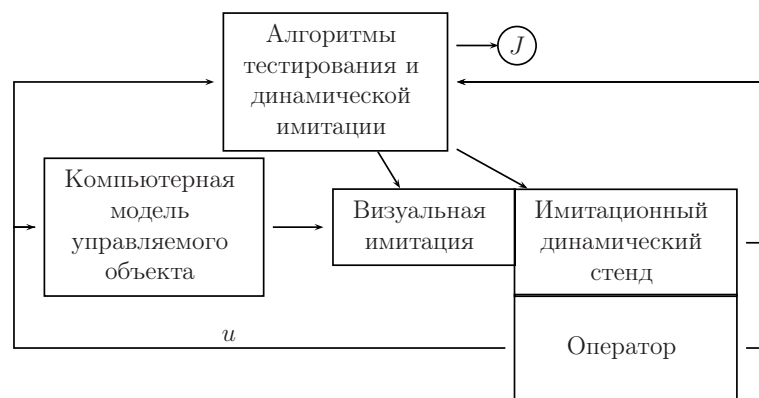 Алгоритмы
тестирования и
динамической
имитации
J
Компьютерная
модель
управляемого
объекта
Визуальная
имитация
Имитационный
динамический
стенд
u
Оператор